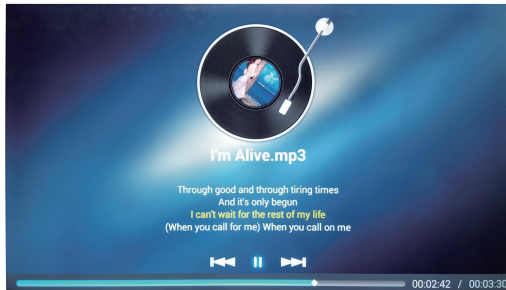 I'm Alive.mp3
Through good and through tiring times
And it's only begun
I can't wait for the rest of my life
(When you call for me) When you call on me
00:02:42 / 00:03:30